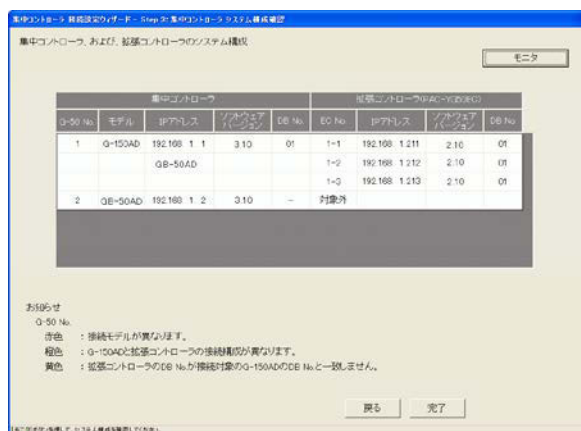 集中コントローラ 接続設定ウィザード - Step 3: 集中コントローラ システム構成確認
集中コントローラ、および、拡張コントローラのシステム構成
モニタ
集中コントローラ 拡張コントローラ(PAC-YG50EC)
G-50 No. モデル IPアドレス ソフトウェアバージョン DB No. EC No. IPアドレス ソフトウェアバージョン DB No.
1 G-150AD 192.168. 1. 1 3.10 01 1-1 192.168. 1.211 2.10 01
GB-50AD 1-2 192.168. 1.212 2.10 01
1-3 192.168. 1.213 2.10 01
2 GB-50AD 192.168. 1. 2 3.10 - 対象外
お知らせ
G-50 No.
赤色 : 接続モデルが異なります。
橙色 : G-150ADと拡張コントローラの接続構成が異なります。
黄色 : 拡張コントローラのDB No.が接続対象のG-150ADのDB No.と一致しません。
戻る 完了